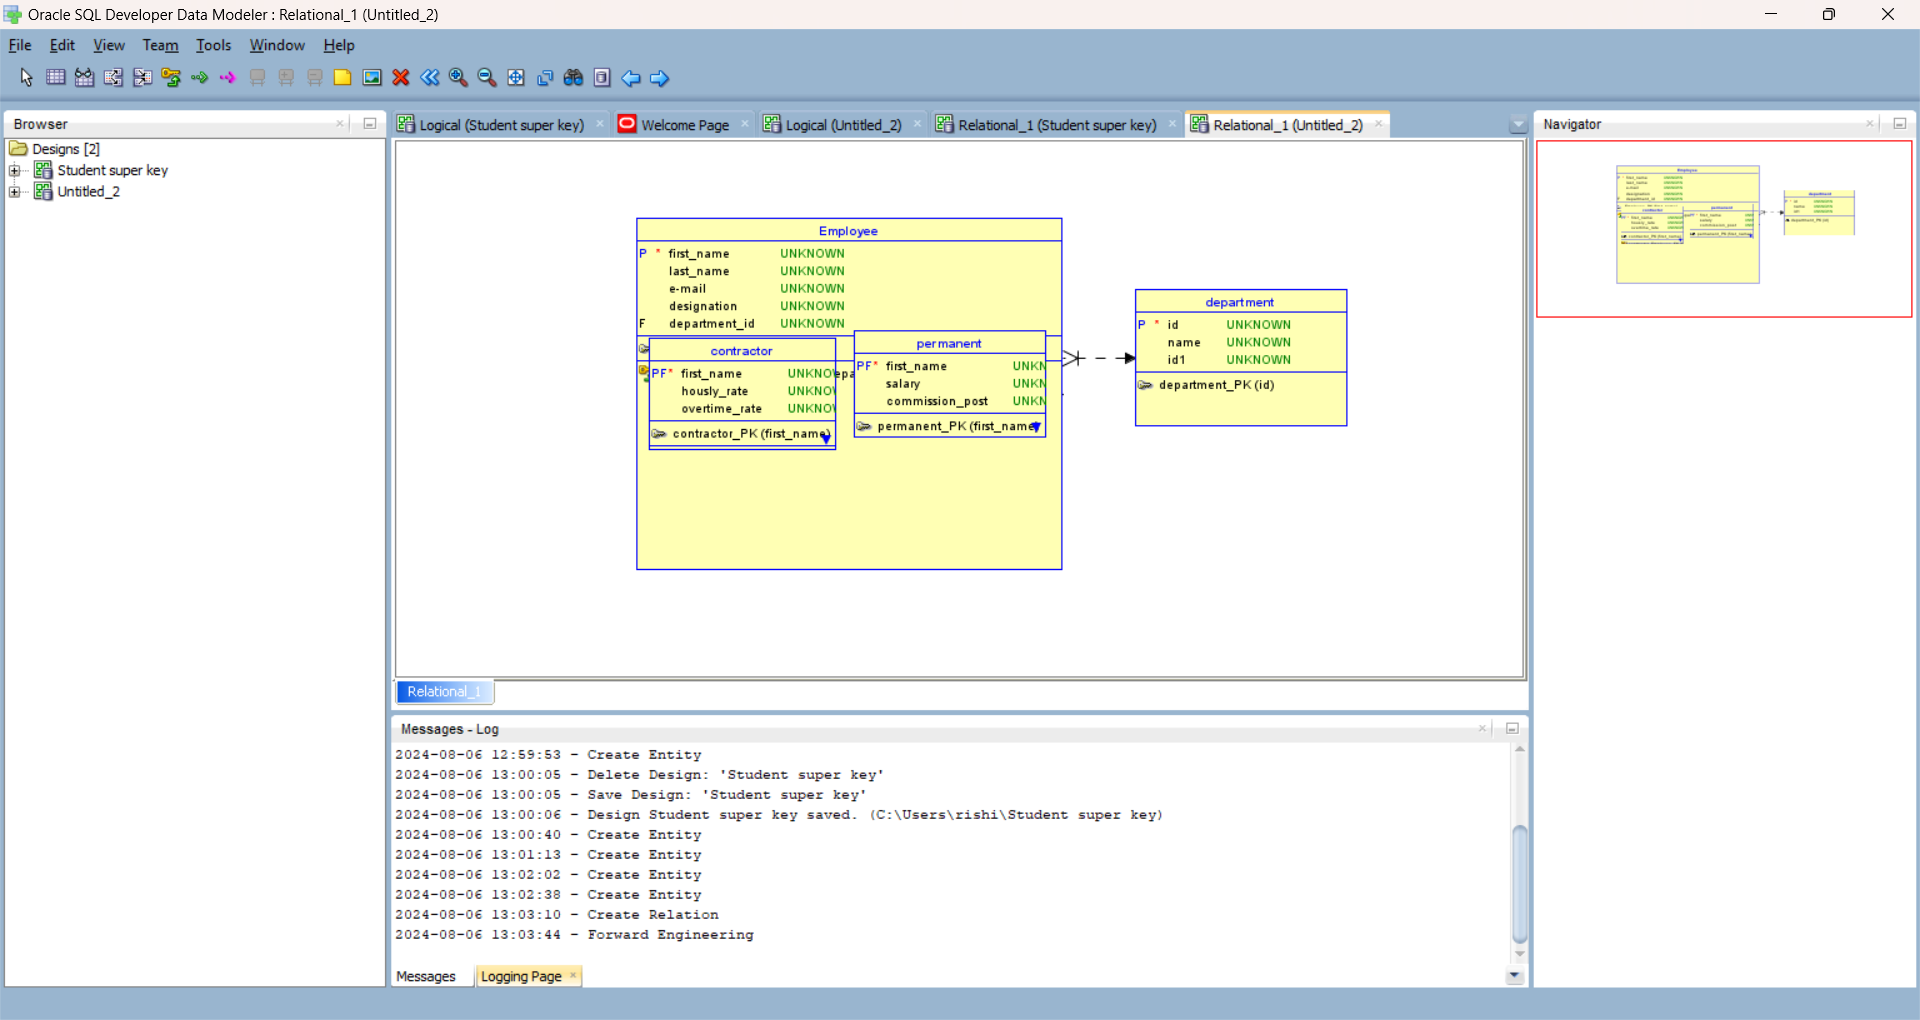 Oracle SQL Developer Data Modeler : Relational_1 (Untitled_2)
File Edit View Team Tools Window Help
Browser
Designs [2]
Student super key
Untitled_2
Logical (Student super key)
Welcome Page
Logical (Untitled_2)
Relational_1 (Student super key)
Relational_1 (Untitled_2)
Employee
P * first_name UNKNOWN
last_name UNKNOWN
e-mail UNKNOWN
designation UNKNOWN
F department_id UNKNOWN
contractor
PF* first_name UNKNO
hously_rate UNKNO
overtime_rate UNKNO
contractor_PK (first_name)
permanent
PF* first_name UNKN
salary UNKN
commission_post UNKN
permanent_PK (first_name
department
P * id UNKNOWN
name UNKNOWN
id1 UNKNOWN
department_PK (id)
Relational_1
Messages - Log
2024-08-06 12:59:53 - Create Entity
2024-08-06 13:00:05 - Delete Design: 'Student super key'
2024-08-06 13:00:05 - Save Design: 'Student super key'
2024-08-06 13:00:06 - Design Student super key saved. (C:\Users\rishi\Student super key)
2024-08-06 13:00:40 - Create Entity
2024-08-06 13:01:13 - Create Entity
2024-08-06 13:02:02 - Create Entity
2024-08-06 13:02:38 - Create Entity
2024-08-06 13:03:10 - Create Relation
2024-08-06 13:03:44 - Forward Engineering
Messages
Logging Page
Navigator